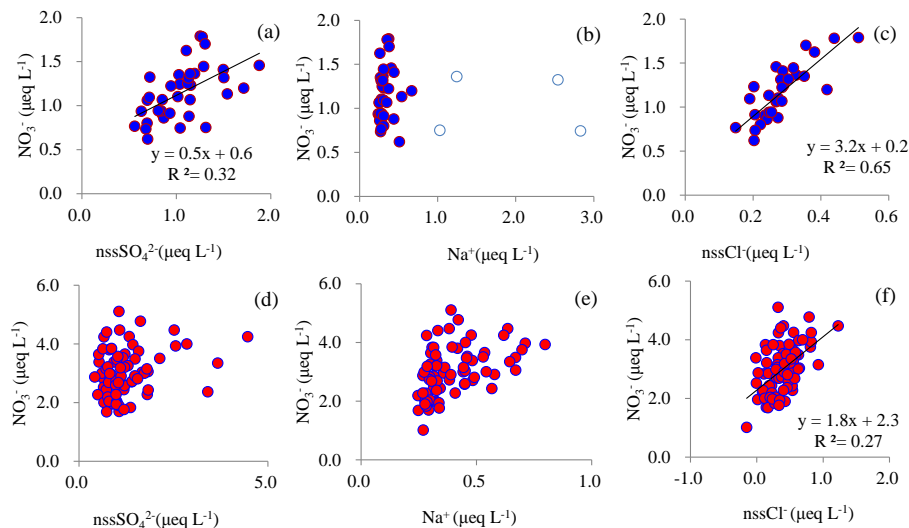 (a)
2.0
1.5
1.0
0.5
0.0
NO₃⁻ (µeq L⁻¹)
y = 0.5x + 0.6
R ²= 0.32
0.0 1.0 2.0
nssSO₄²⁻(µeq L⁻¹)
(b)
2.0
1.5
1.0
0.5
0.0
NO₃⁻ (µeq L⁻¹)
0.0 1.0 2.0 3.0
Na⁺(µeq L⁻¹)
(c)
2.0
1.5
1.0
0.5
0.0
NO₃⁻ (µeq L⁻¹)
y = 3.2x + 0.2
R ²= 0.65
0.0 0.2 0.4 0.6
nssCl⁻(µeq L⁻¹)
(d)
6.0
4.0
2.0
0.0
NO₃⁻ (µeq L⁻¹)
0.0 5.0
nssSO₄²⁻(µeq L⁻¹)
(e)
6.0
4.0
2.0
0.0
NO₃⁻ (µeq L⁻¹)
0.0 0.5 1.0
Na⁺ (µeq L⁻¹)
(f)
6.0
4.0
2.0
0.0
NO₃⁻ (µeq L⁻¹)
y = 1.8x + 2.3
R ²= 0.27
-1.0 0.0 1.0 2.0
nssCl⁻ (µeq L⁻¹)